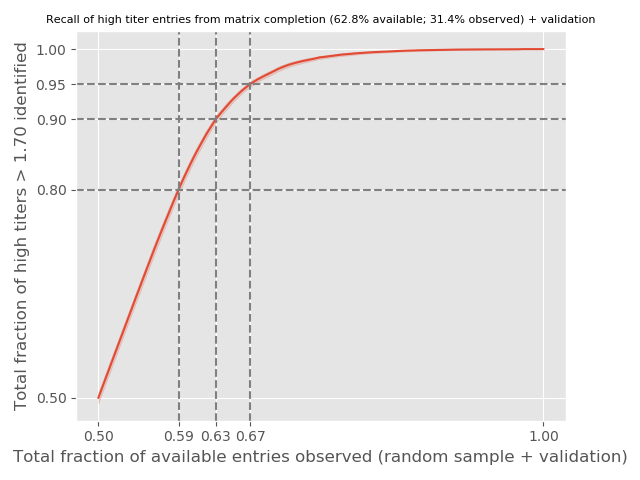 Recall of high titer entries from matrix completion (62.8% available; 31.4% observed) + validation
Total fraction of high titers > 1.70 identified
1.00
0.95
0.90
0.80
0.50
0.50 0.59 0.63 0.67 1.00
Total fraction of available entries observed (random sample + validation)